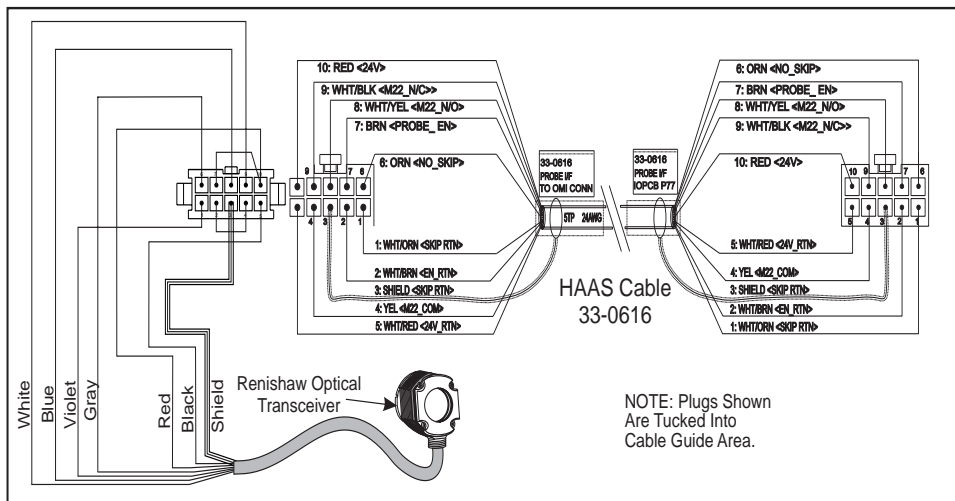 10: RED <24V>
9: WHT/BLK <M22_N/C>>
8: WHT/YEL <M22_N/O>
7: BRN <PROBE_ EN>
6: ORN <NO_SKIP>
9 7 6
4 3 2 1
1: WHT/ORN <SKIP RTN>
2: WHT/BRN <EN_RTN>
3: SHIELD <SKIP RTN>
4: YEL <M22_COM>
5: WHT/RED <24V_RTN>
33-0616
PROBE I/F
TO OMI CONN
5TP 24AWG
33-0616
PROBE I/F
IOPCB P77
HAAS Cable
33-0616
6: ORN <NO_SKIP>
7: BRN <PROBE_EN>
8: WHT/YEL <M22_N/O>
9: WHT/BLK <M22_N/C>>
10: RED <24V>
10 9 7 6
5 4 3 2 1
5: WHT/RED <24V_RTN>
4: YEL <M22_COM>
3: SHIELD <SKIP RTN>
2: WHT/BRN <EN_RTN>
1: WHT/ORN <SKIP RTN>
White
Blue
Violet
Gray
Red
Black
Shield
Renishaw Optical
Transceiver
NOTE: Plugs Shown
Are Tucked Into
Cable Guide Area.